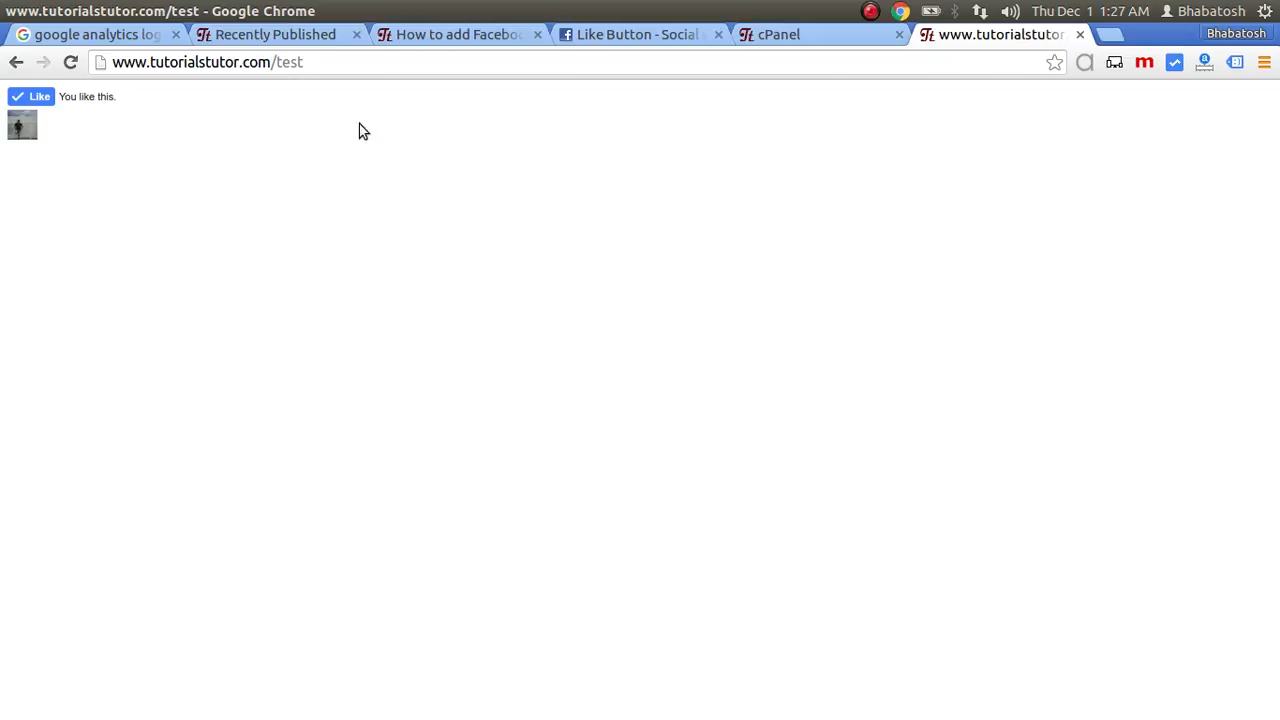 www.tutorialstutor.com/test - Google Chrome
Thu Dec 1 1:27 AM
Bhabatosh
google analytics log
Recently Published
How to add Facebo
Like Button - Social
cPanel
www.tutorialstutor
Bhabatosh
www.tutorialstutor.com/test
Like You like this.